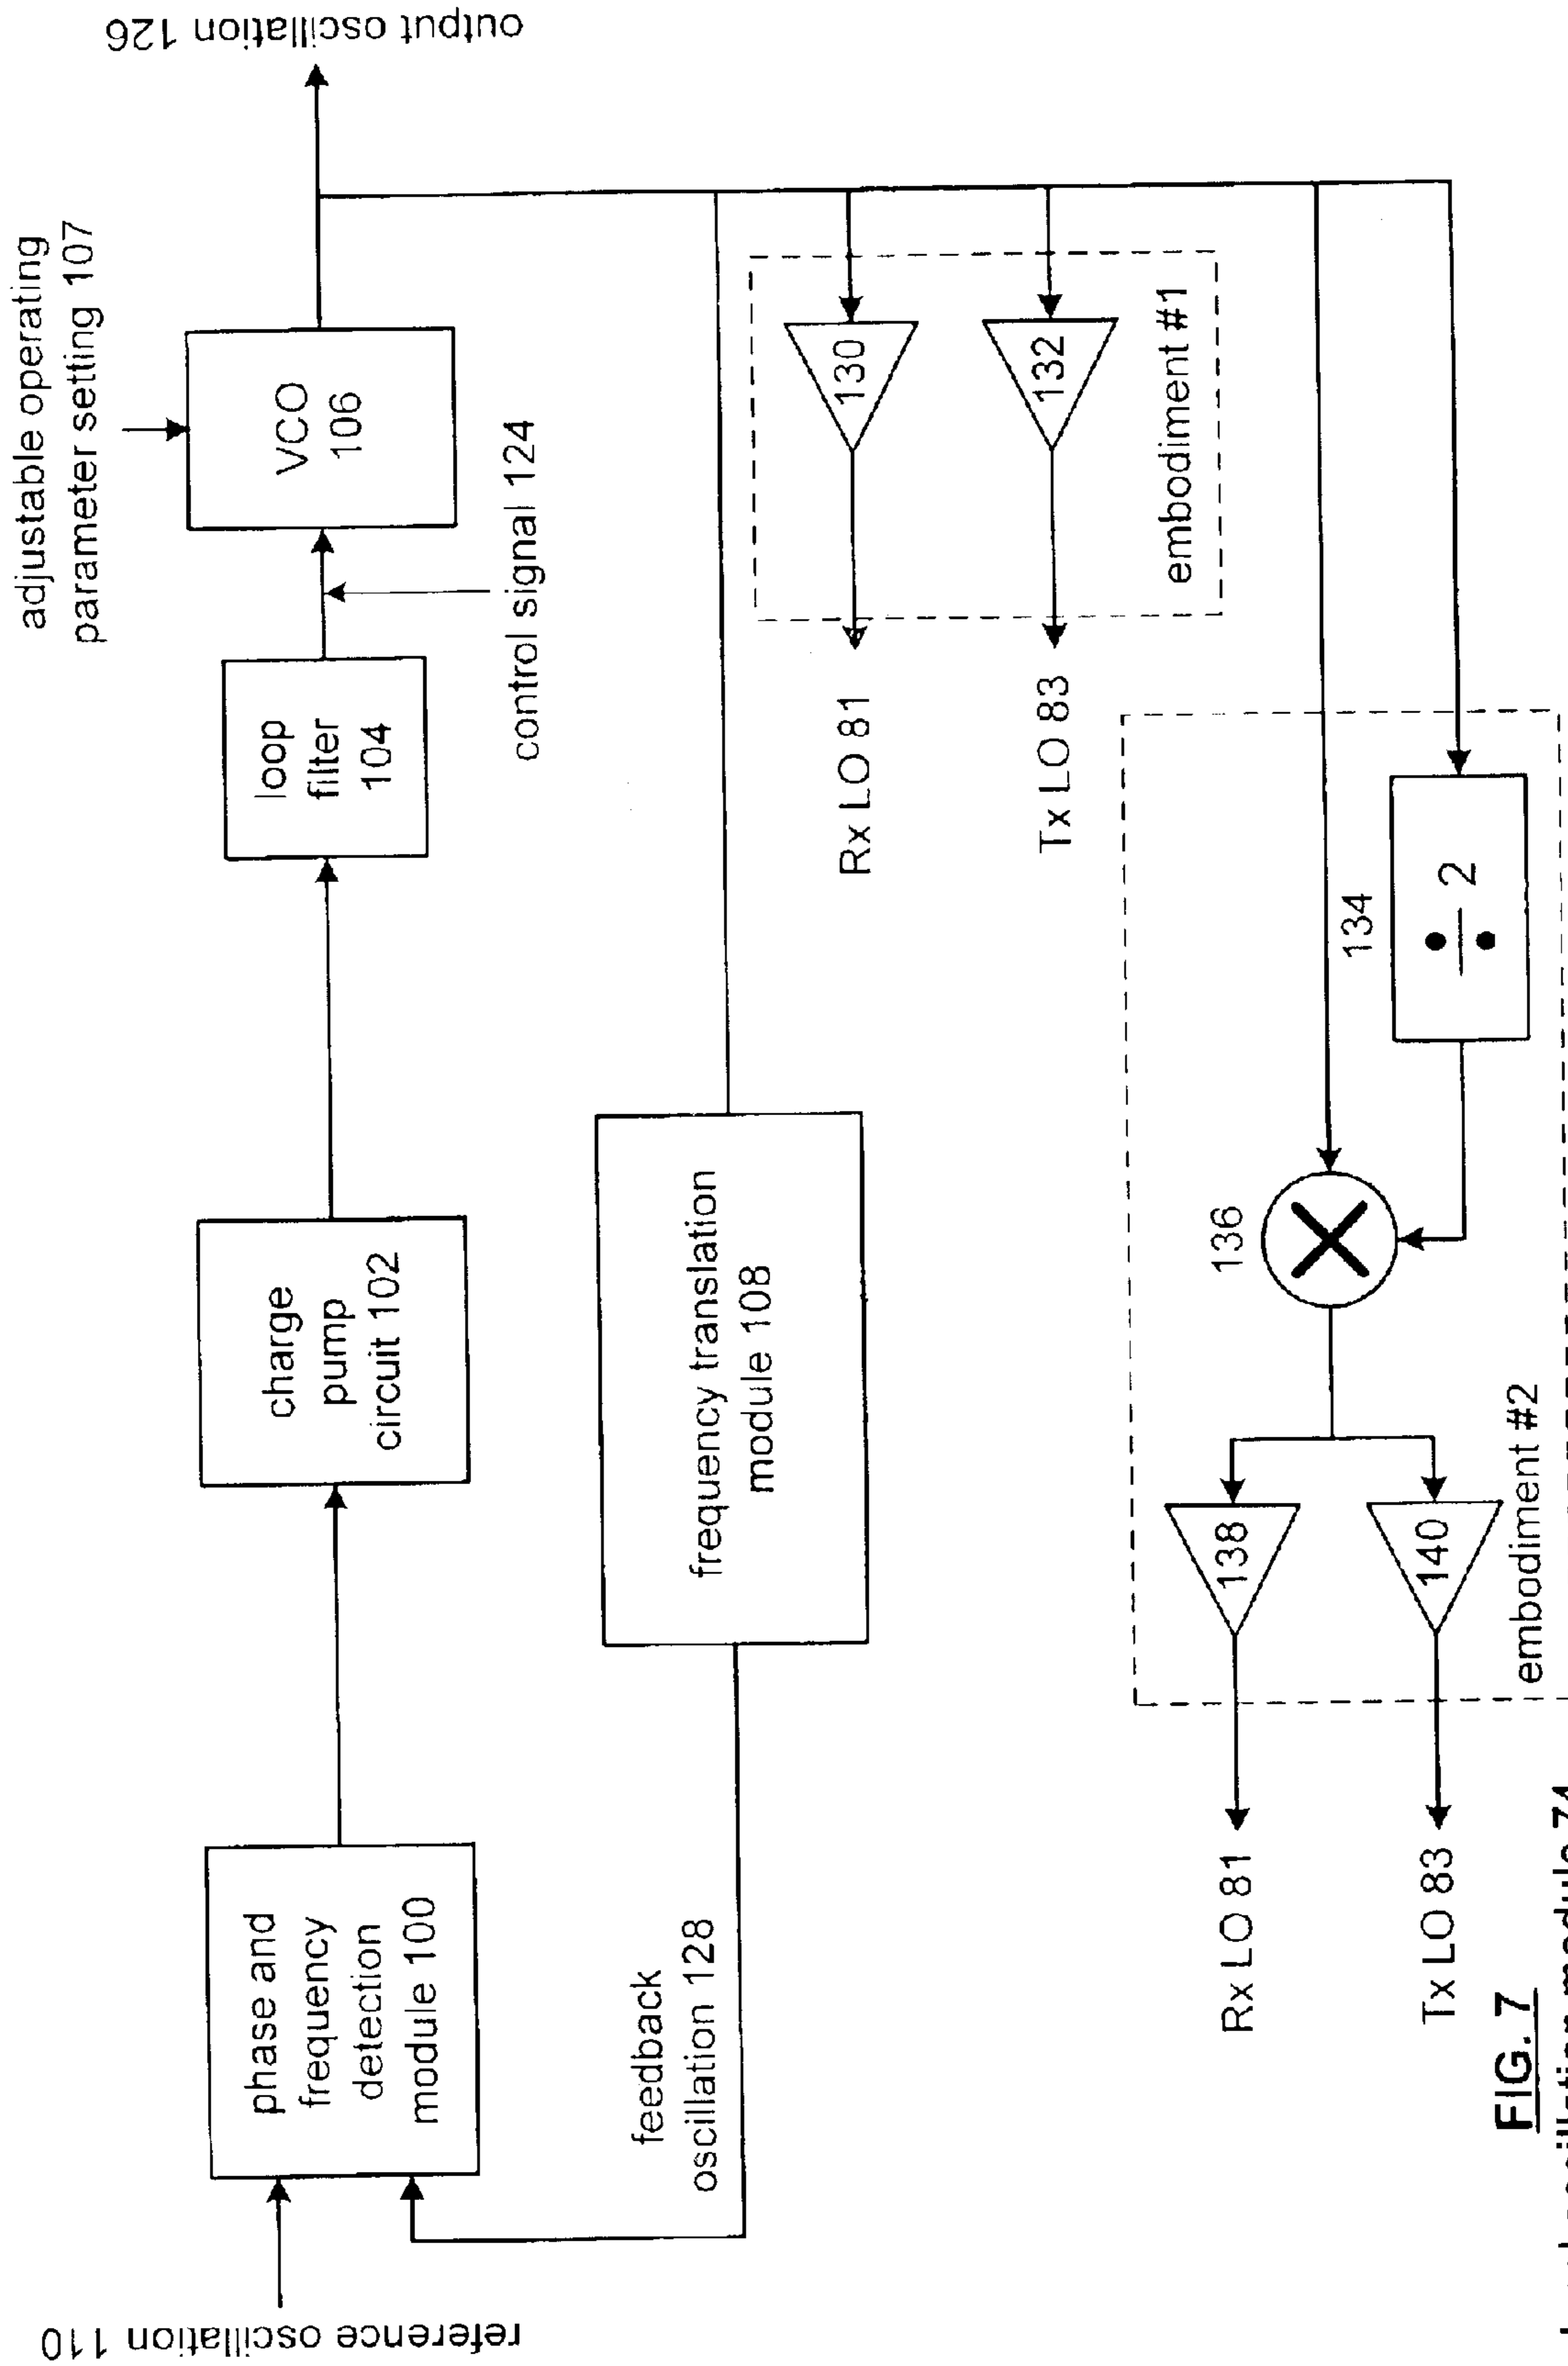 adjustable operating
parameter setting 107
output oscillation 126
reference oscillation 110
phase and
frequency
detection
module 100
charge
pump
circuit 102
loop
filter
104
VCO
106
control signal 124
feedback
oscillation 128
frequency translation
module 108
130
132
embodiment #1
Rx LO 81
Tx LO 83
134
÷ 2
136
138
140
embodiment #2
Rx LO 81
Tx LO 83
FIG. 7
oscillation module 74